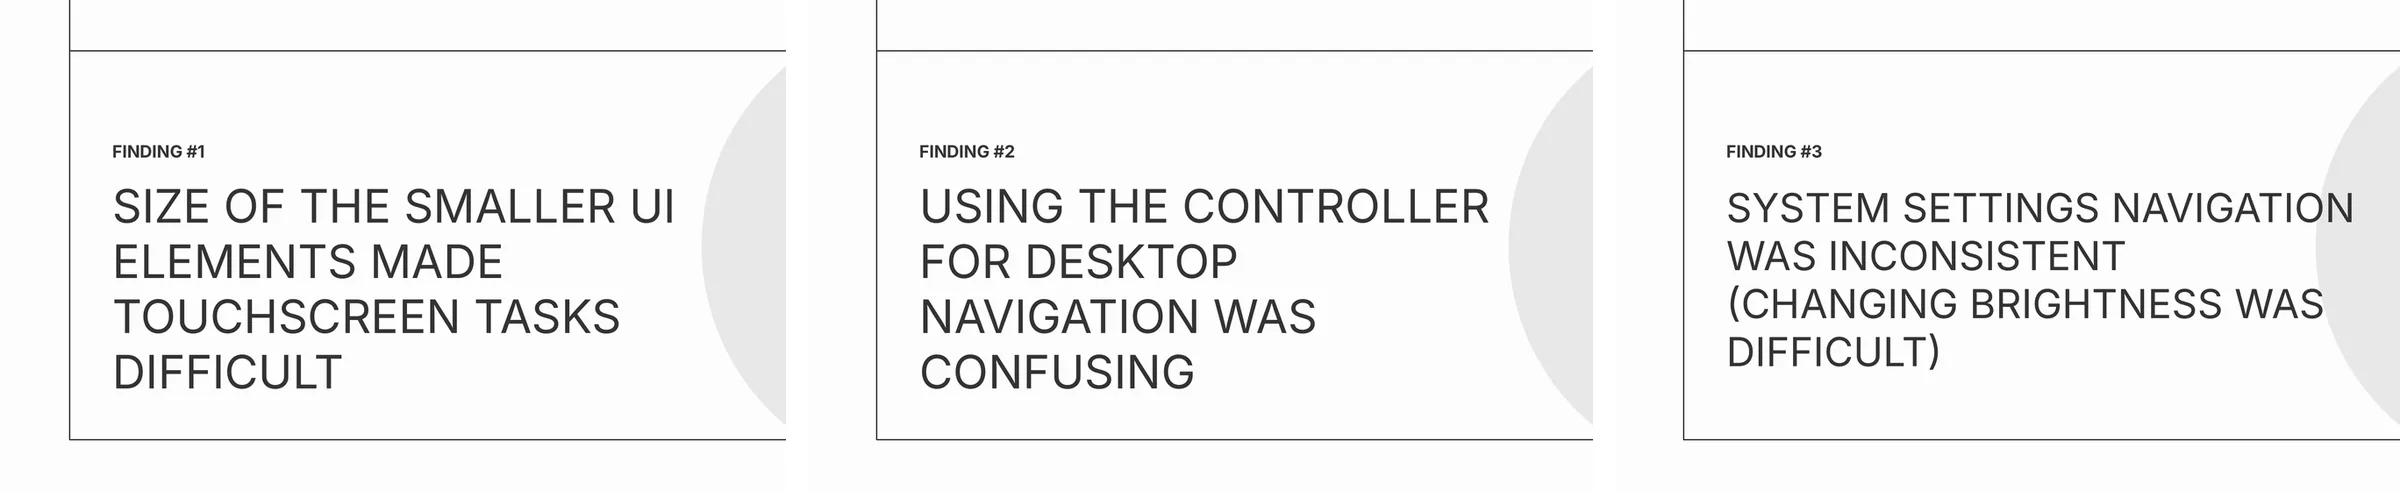 FINDING #1
SIZE OF THE SMALLER UI
ELEMENTS MADE
TOUCHSCREEN TASKS
DIFFICULT
FINDING #2
USING THE CONTROLLER
FOR DESKTOP
NAVIGATION WAS
CONFUSING
FINDING #3
SYSTEM SETTINGS NAVIGATION
WAS INCONSISTENT
(CHANGING BRIGHTNESS WAS
DIFFICULT)